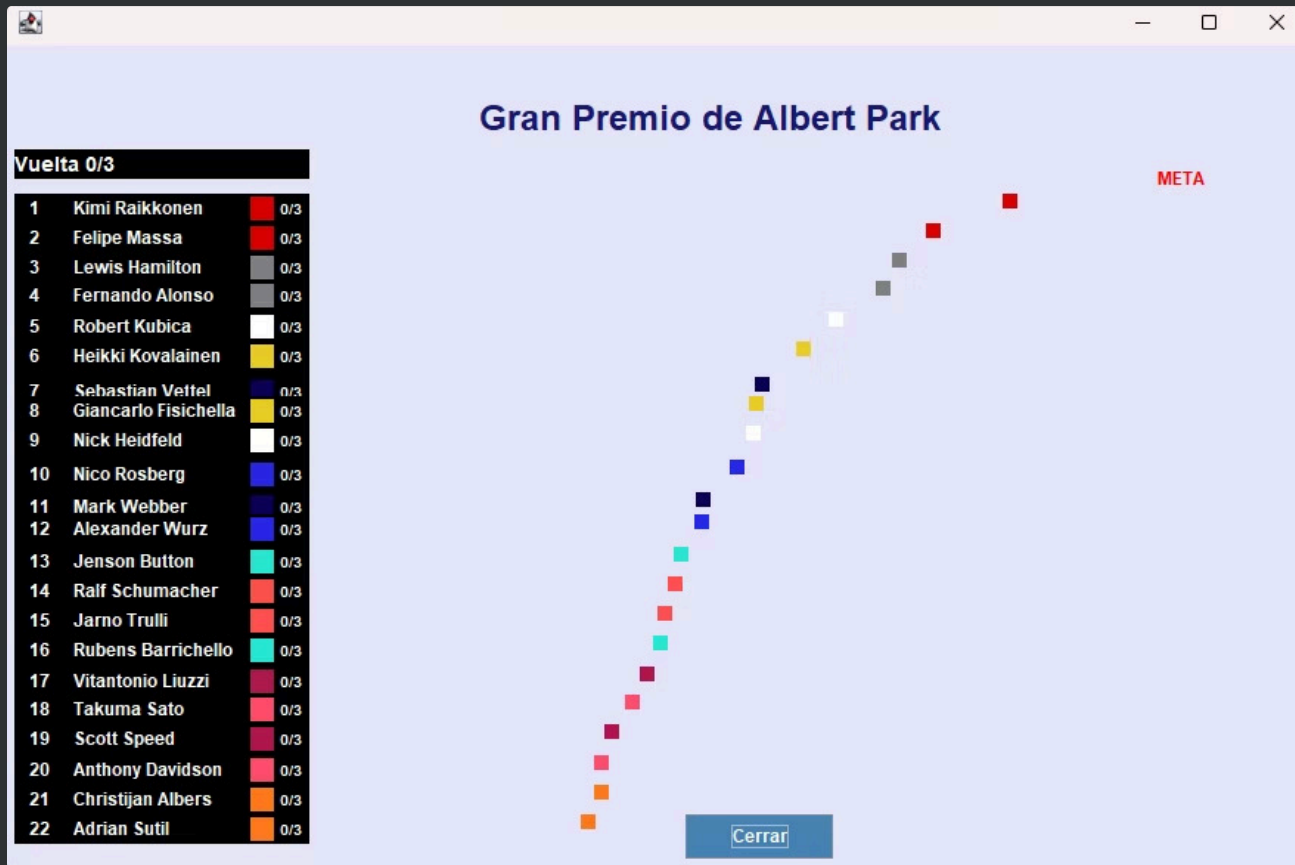 Gran Premio de Albert Park
Vuelta 0/3
META
1 Kimi Raikkonen 0/3
2 Felipe Massa 0/3
3 Lewis Hamilton 0/3
4 Fernando Alonso 0/3
5 Robert Kubica 0/3
6 Heikki Kovalainen 0/3
7 Sebastian Vettel 0/3
8 Giancarlo Fisichella 0/3
9 Nick Heidfeld 0/3
10 Nico Rosberg 0/3
11 Mark Webber 0/3
12 Alexander Wurz 0/3
13 Jenson Button 0/3
14 Ralf Schumacher 0/3
15 Jarno Trulli 0/3
16 Rubens Barrichello 0/3
17 Vitantonio Liuzzi 0/3
18 Takuma Sato 0/3
19 Scott Speed 0/3
20 Anthony Davidson 0/3
21 Christijan Albers 0/3
22 Adrian Sutil 0/3
Cerrar